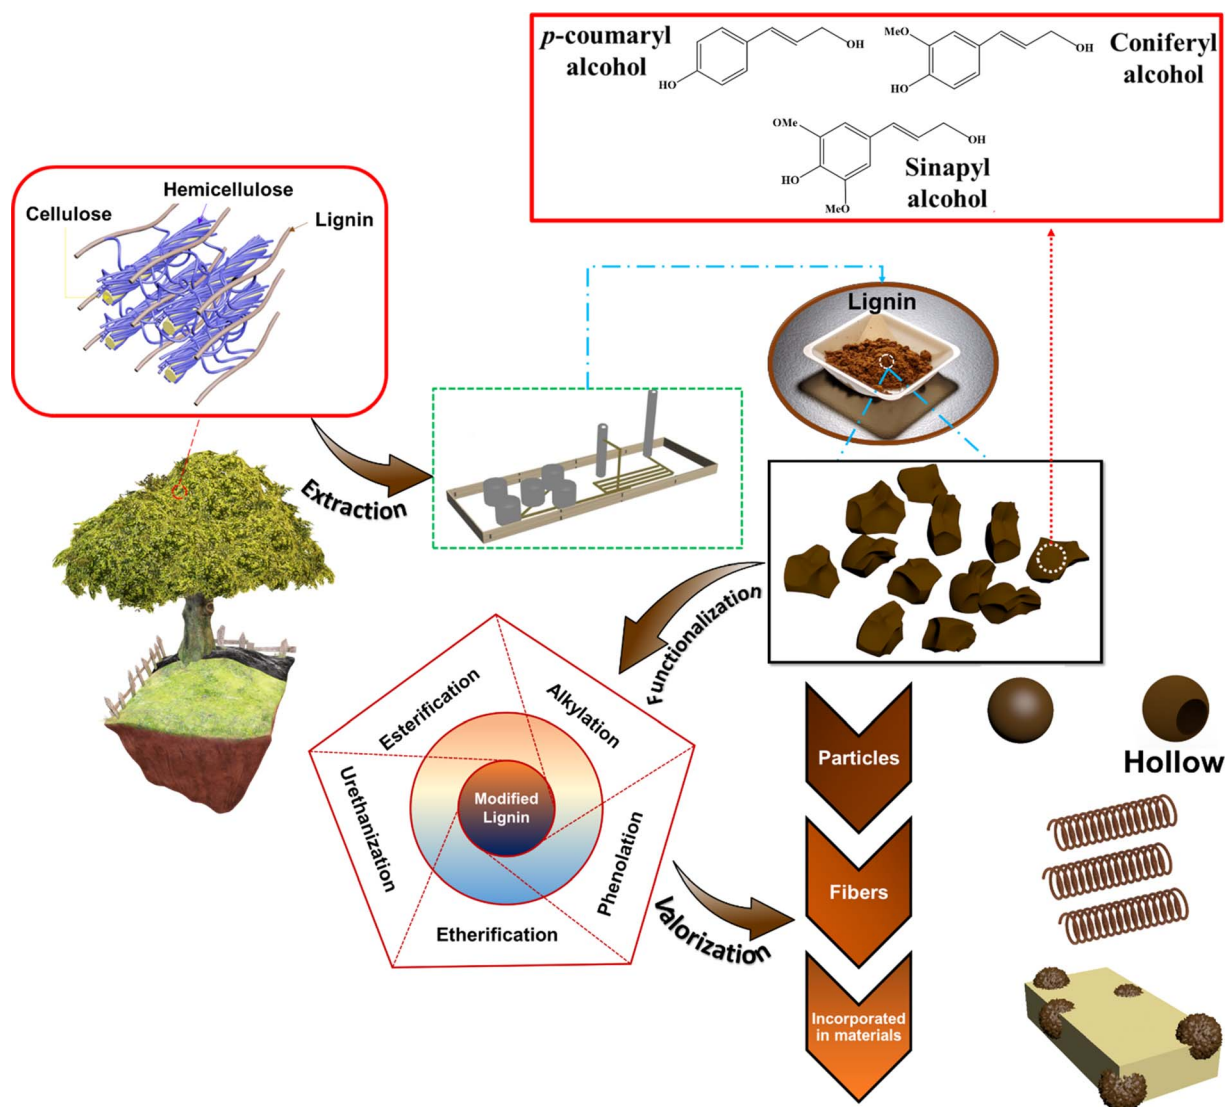 p-coumaryl
alcohol
OH
HO
MeO
OH
HO
Coniferyl
alcohol
OMe
OH
HO
MeO
Sinapyl
alcohol
Hemicellulose
Cellulose
Lignin
Lignin
Extraction
Functionalization
Esterification
Alkylation
Urethanization
Modified
Lignin
Phenolation
Etherification
Valorization
Particles
Hollow
Fibers
Incorporated
in materials